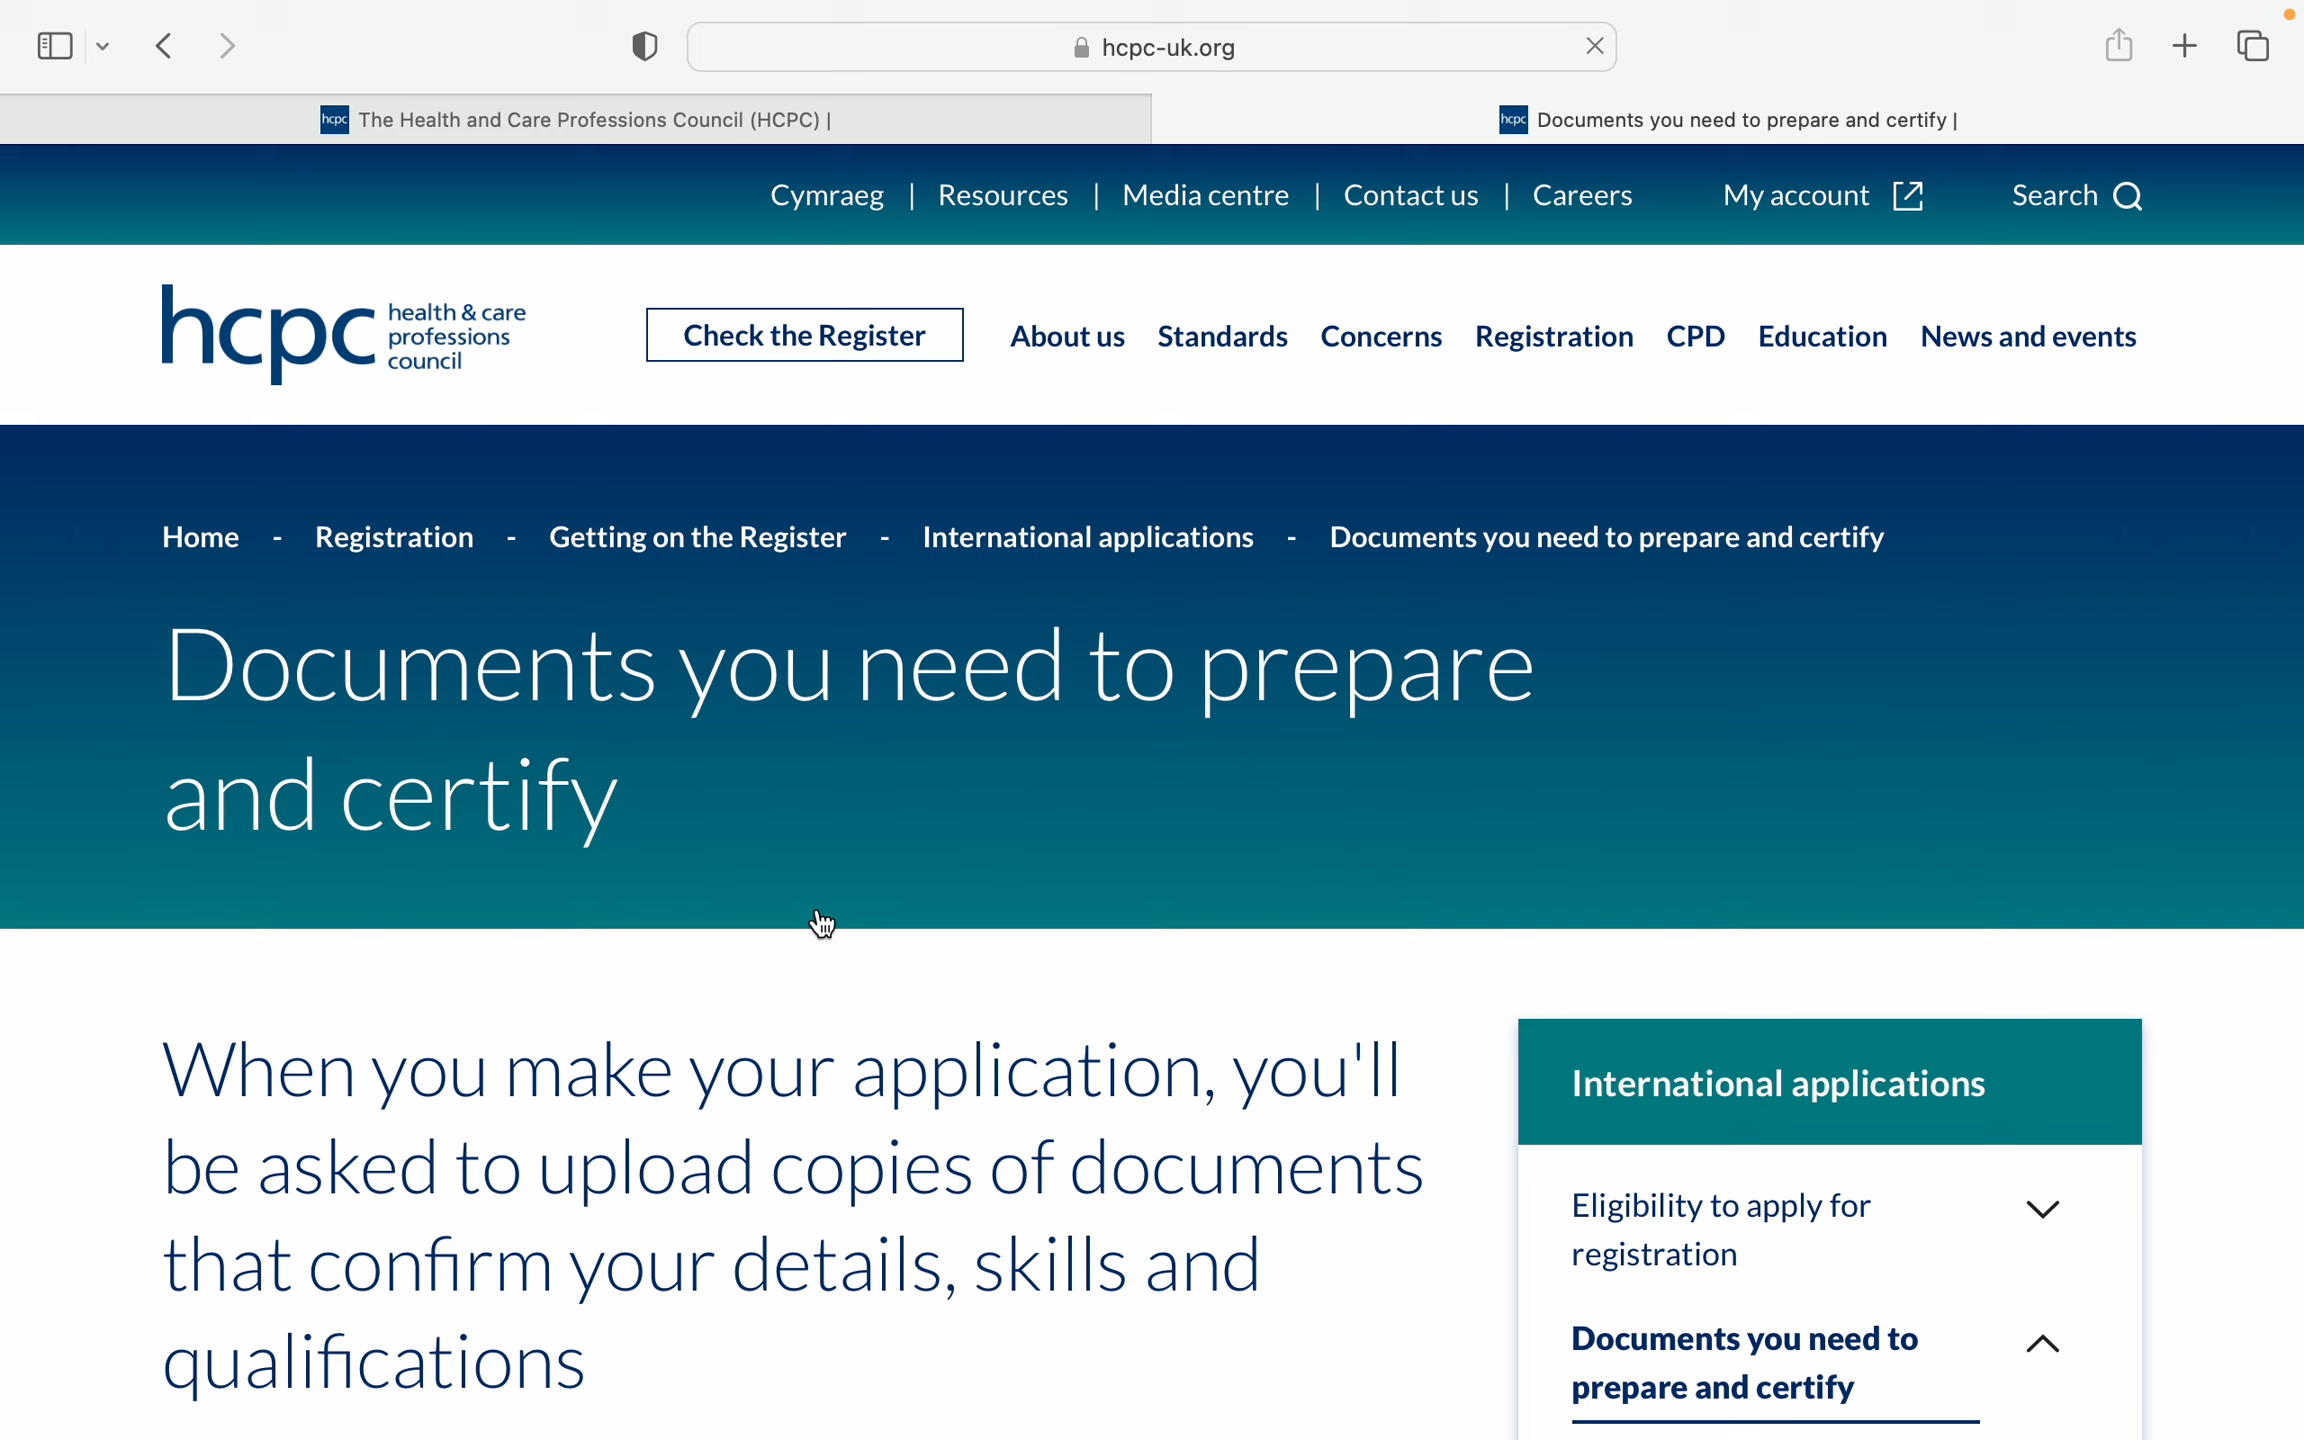 hcpc-uk.org
hcpc The Health and Care Professions Council (HCPC) |
hcpc Documents you need to prepare and certify |
Cymraeg | Resources | Media centre | Contact us | Careers My account Search
hcpc health & care professions council
Check the Register About us Standards Concerns Registration CPD Education News and events
Home - Registration - Getting on the Register - International applications - Documents you need to prepare and certify
Documents you need to prepare
and certify
When you make your application, you'll
be asked to upload copies of documents
that confirm your details, skills and
qualifications
International applications
Eligibility to apply for
registration
Documents you need to
prepare and certify